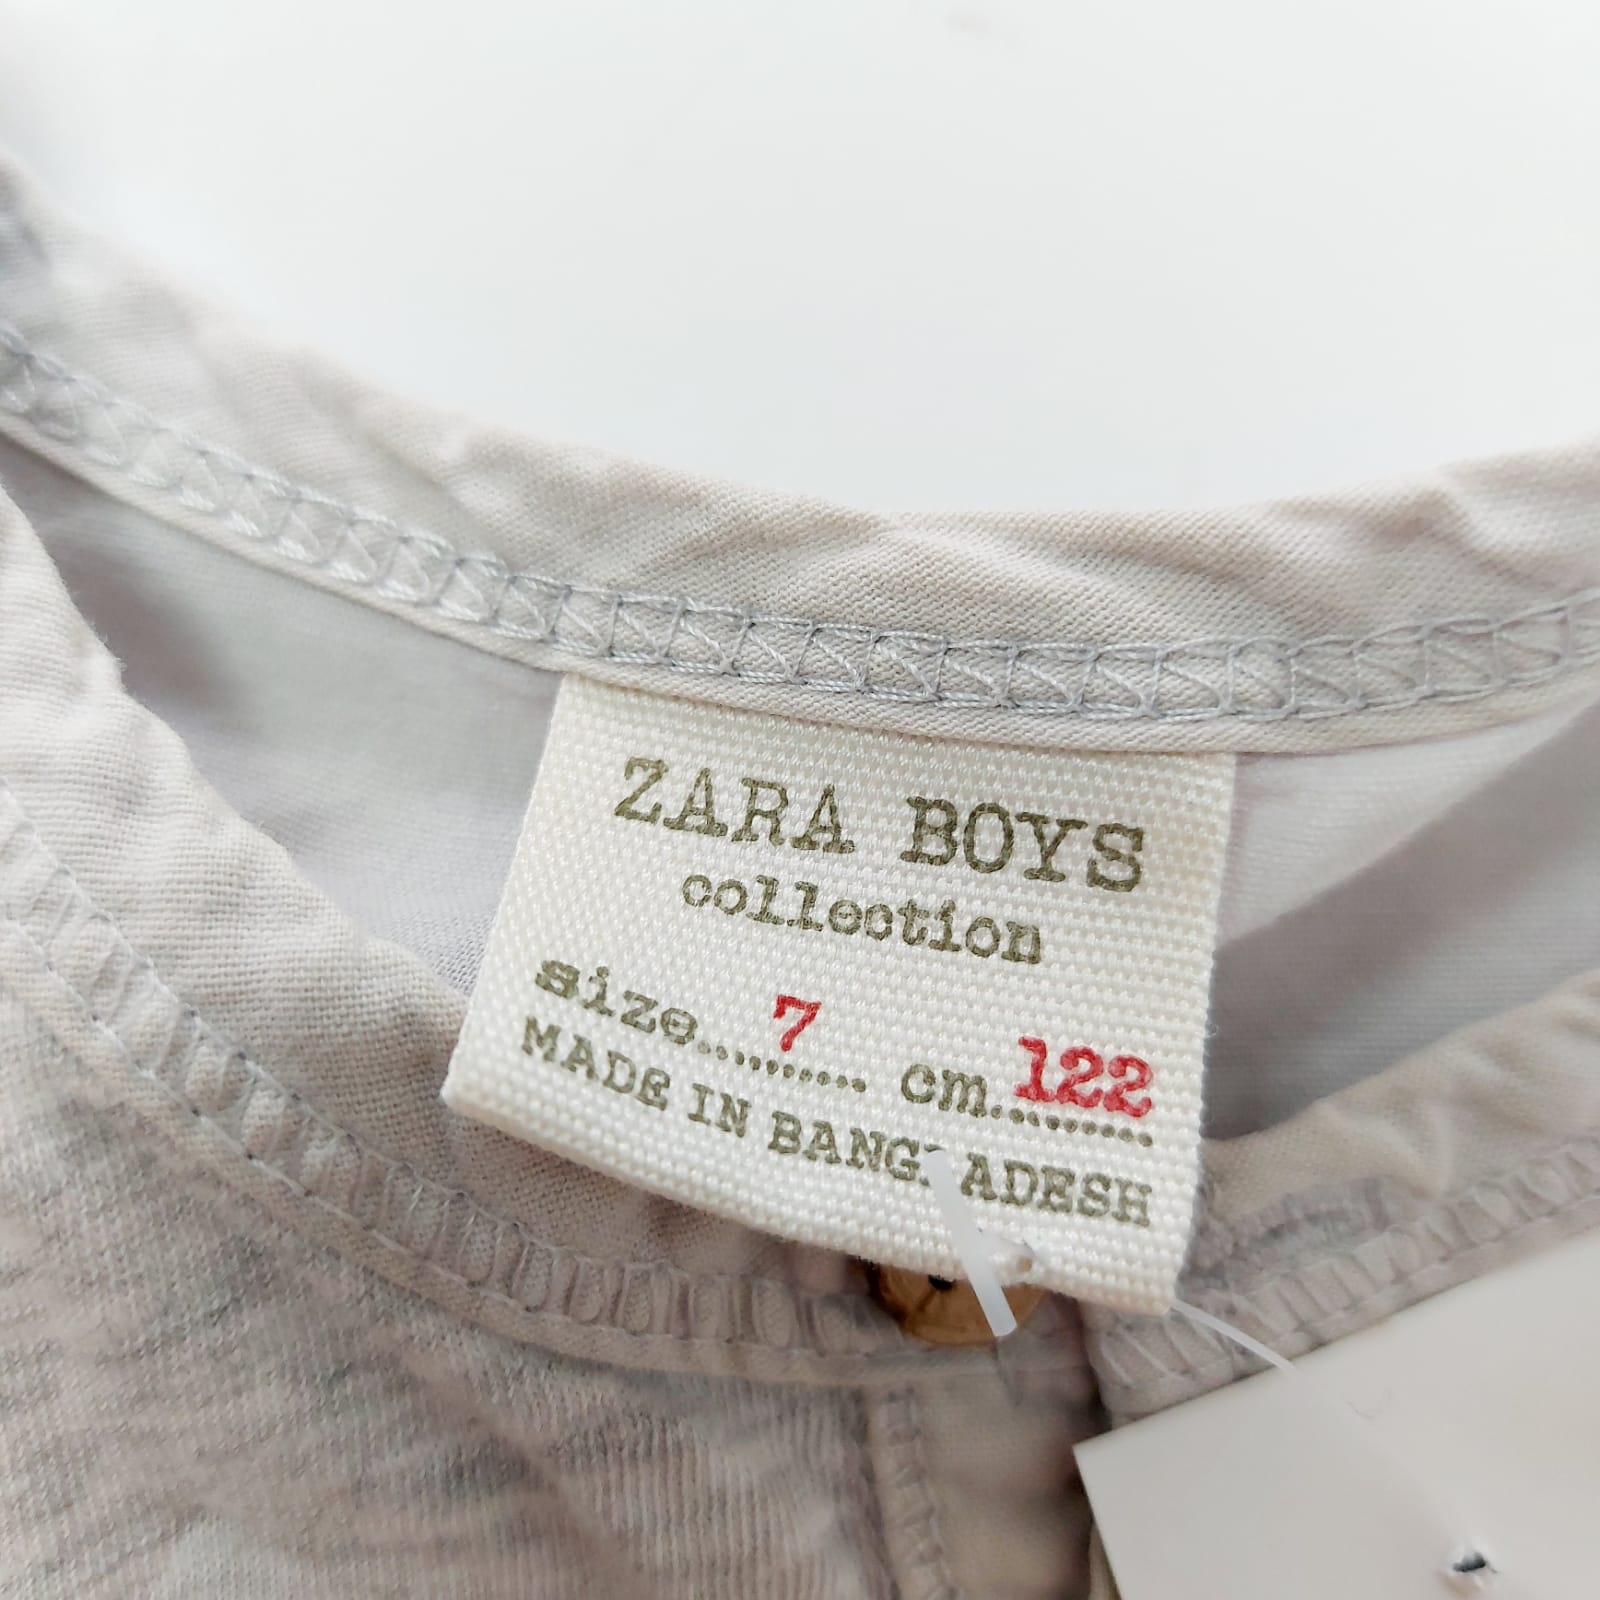 ZARA BOYS
collection
size.......7....... cm.122.......
MADE IN BANGLADESH